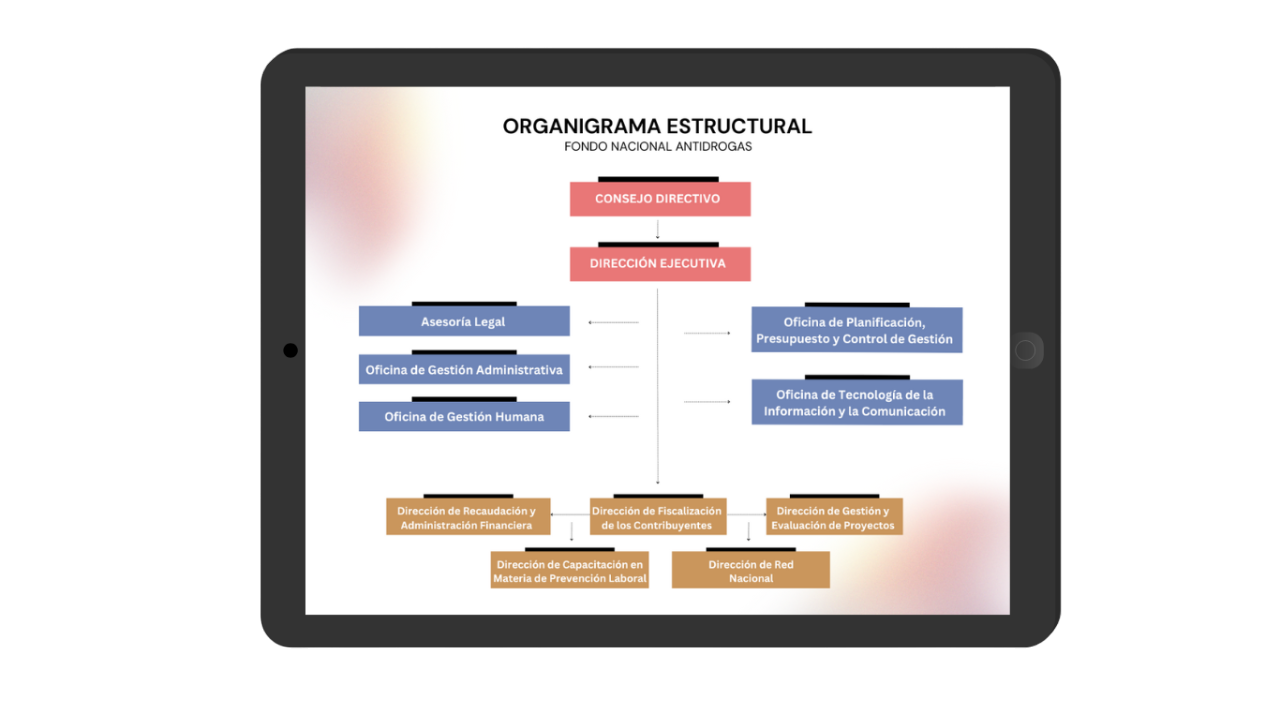 ORGANIGRAMA ESTRUCTURAL
FONDO NACIONAL ANTIDROGAS
CONSEJO DIRECTIVO
DIRECCIÓN EJECUTIVA
Asesoría Legal
Oficina de Gestión Administrativa
Oficina de Gestión Humana
Oficina de Planificación,
Presupuesto y Control de Gestión
Oficina de Tecnología de la
Información y la Comunicación
Dirección de Recaudación y
Administración Financiera
Dirección de Fiscalización
de los Contribuyentes
Dirección de Gestión y
Evaluación de Proyectos
Dirección de Capacitación en
Materia de Prevención Laboral
Dirección de Red
Nacional